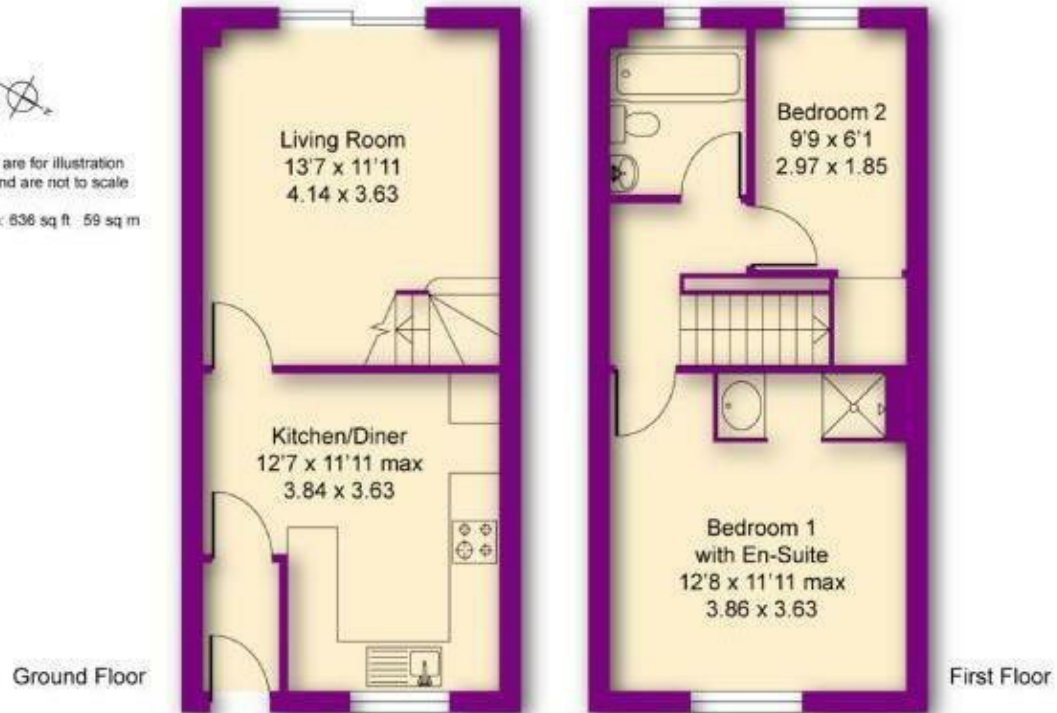 are for illustration
nd are not to scale
: 636 sq ft 59 sq m
Living Room
13'7 x 11'11
4.14 x 3.63
Kitchen/Diner
12'7 x 11'11 max
3.84 x 3.63
Ground Floor
Bedroom 2
9'9 x 6'1
2.97 x 1.85
Bedroom 1
with En-Suite
12'8 x 11'11 max
3.86 x 3.63
First Floor